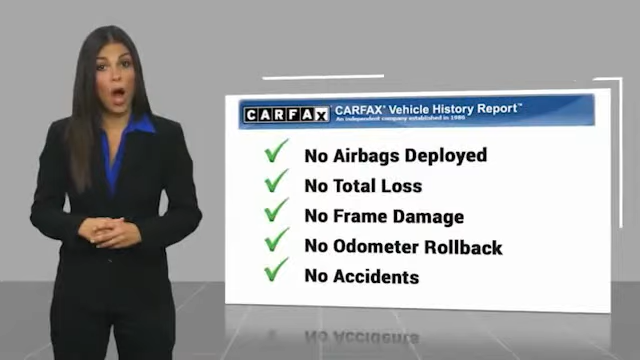 CARFAX CARFAX® Vehicle History Report™
An independent company established in 1986
No Airbags Deployed
No Total Loss
No Frame Damage
No Odometer Rollback
No Accidents